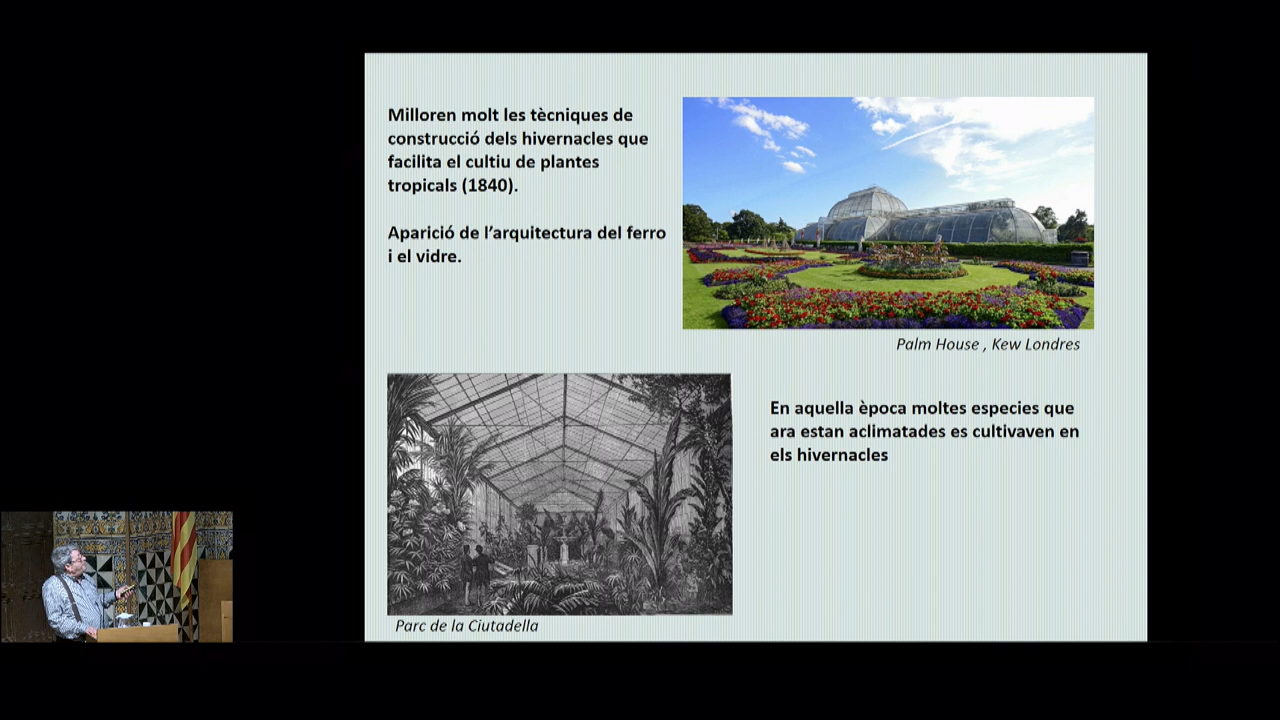 Milloren molt les tècniques de
construcció dels hivernacles que
facilita el cultiu de plantes
tropicals (1840).
Aparició de l’arquitectura del ferro
i el vidre.
Palm House , Kew Londres
En aquella època moltes especies que
ara estan aclimatades es cultivaven en
els hivernacles
Parc de la Ciutadella